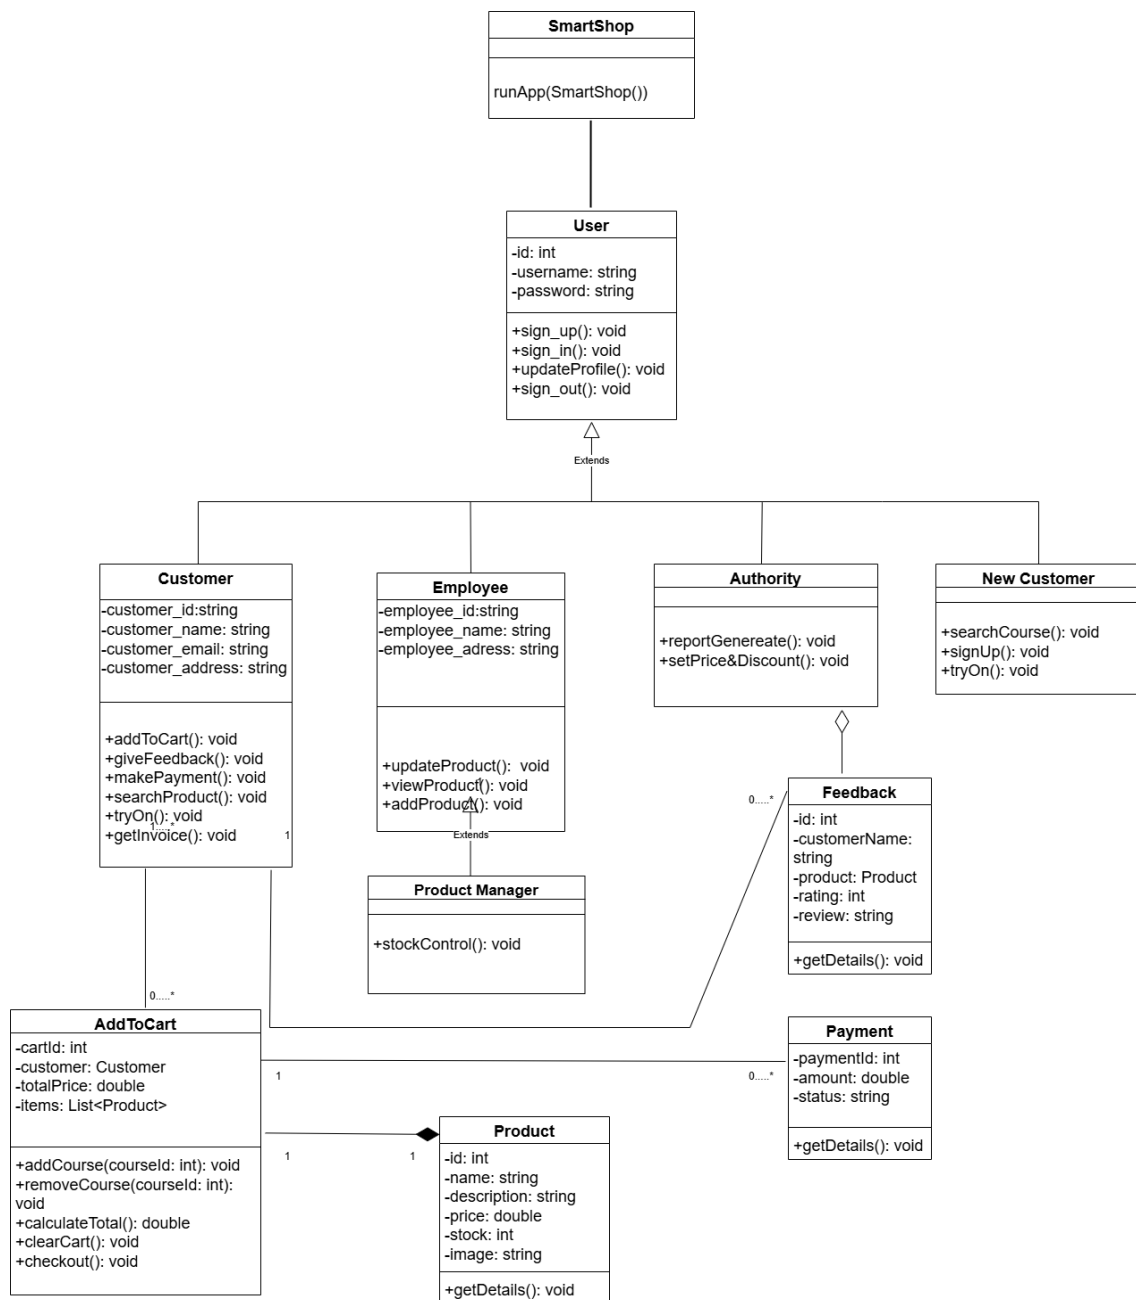 SmartShop
runApp(SmartShop())
User
-id: int
-username: string
-password: string
+sign_up(): void
+sign_in(): void
+updateProfile(): void
+sign_out(): void
Extends
Customer
-customer_id:string
-customer_name: string
-customer_email: string
-customer_address: string
+addToCart(): void
+giveFeedback(): void
+makePayment(): void
+searchProduct(): void
+tryOn(): void
1.....*
+getInvoice(): void
1
Employee
-employee_id:string
-employee_name: string
-employee_adress: string
+updateProduct():  void
+viewProduct(): void
1
+addProduct(): void
Extends
Authority
+reportGenereate(): void
+setPrice&Discount(): void
New Customer
+searchCourse(): void
+signUp(): void
+tryOn(): void
Product Manager
+stockControl(): void
0.....*
Feedback
-id: int
-customerName:
string
-product: Product
-rating: int
-review: string
+getDetails(): void
0.....*
AddToCart
-cartId: int
-customer: Customer
-totalPrice: double
-items: List<Product>
+addCourse(courseId: int): void
+removeCourse(courseId: int):
void
+calculateTotal(): double
+clearCart(): void
+checkout(): void
1
0.....*
Payment
-paymentId: int
-amount: double
-status: string
+getDetails(): void
1
1
Product
-id: int
-name: string
-description: string
-price: double
-stock: int
-image: string
+getDetails(): void